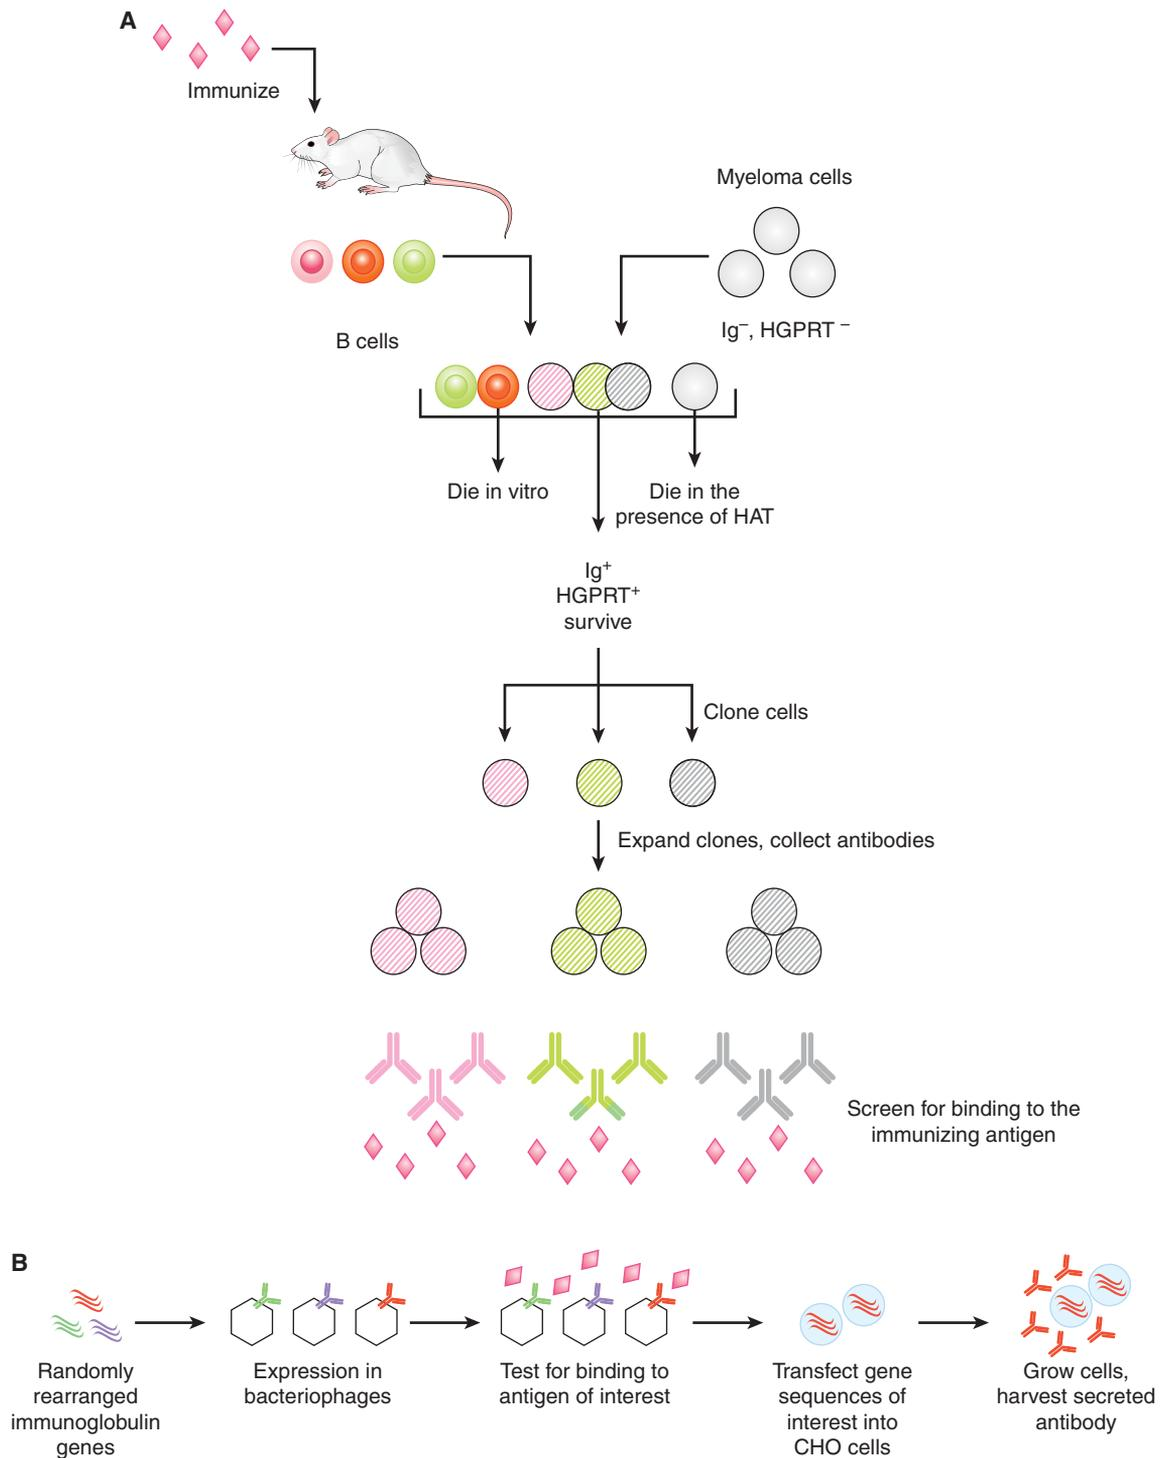 A
Immunize
Myeloma cells
Ig⁻, HGPRT ⁻
B cells
Die in vitro
Die in the
presence of HAT
Ig⁺
HGPRT⁺
survive
Clone cells
Expand clones, collect antibodies
Screen for binding to the
immunizing antigen
B
Randomly
rearranged
immunoglobulin
genes
Expression in
bacteriophages
Test for binding to
antigen of interest
Transfect gene
sequences of
interest into
CHO cells
Grow cells,
harvest secreted
antibody